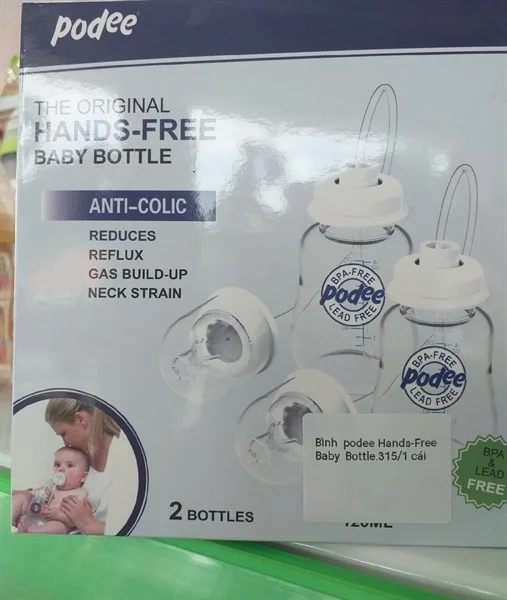 podee
THE ORIGINAL
HANDS-FREE
BABY BOTTLE
ANTI-COLIC
REDUCES
REFLUX
GAS BUILD-UP
NECK STRAIN
BPA-FREE
podee
LEAD FREE
BPA-FREE
podee
LEAD FREE
Bình podee Hands-Free
Baby Bottle.315/1 cái
BPA
&
LEAD
FREE
2 BOTTLES
120ML